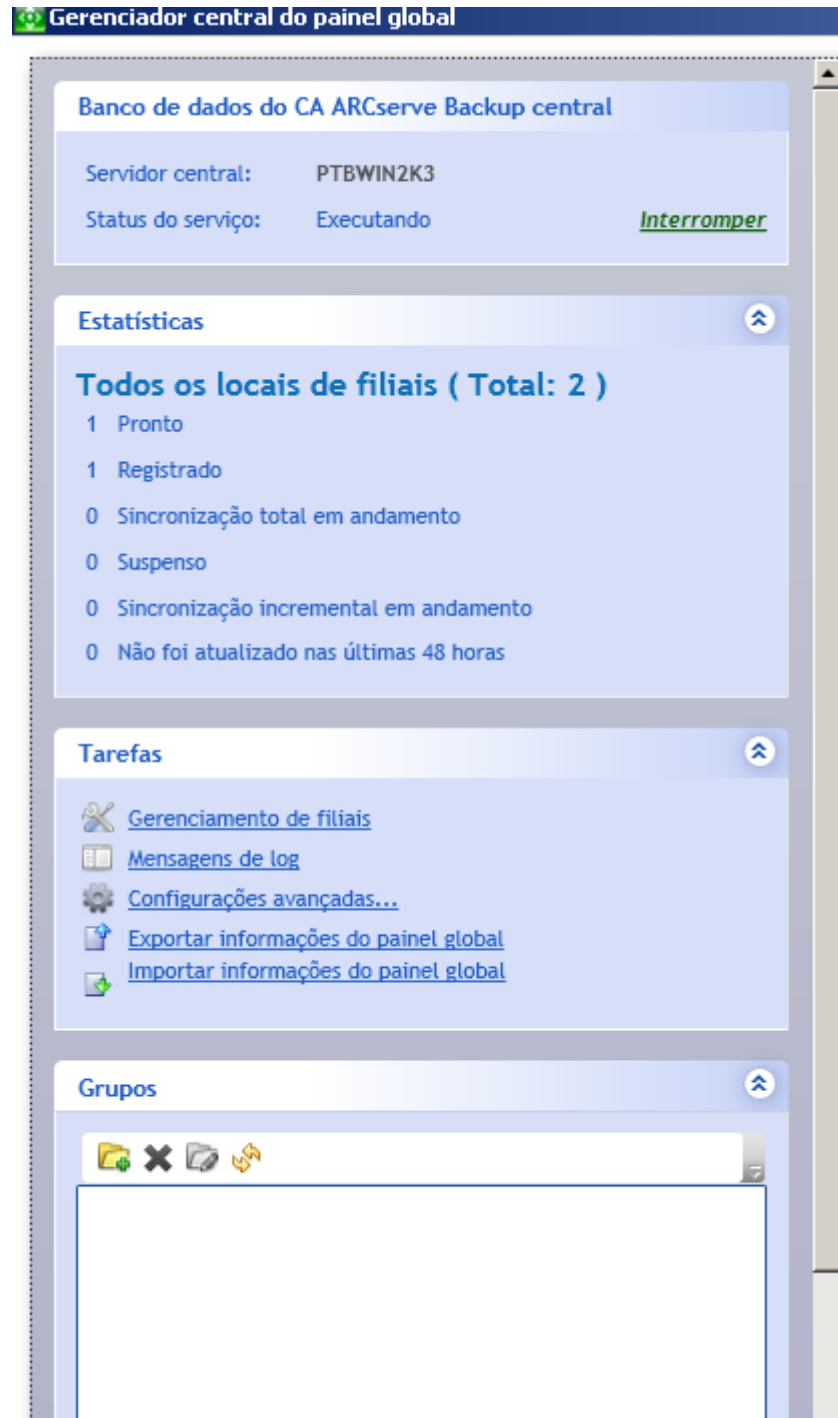 Gerenciador central do painel global
Banco de dados do CA ARCserve Backup central
Servidor central: PTBWIN2K3
Status do serviço: Executando Interromper
Estatísticas
Todos os locais de filiais ( Total: 2 )
1 Pronto
1 Registrado
0 Sincronização total em andamento
0 Suspenso
0 Sincronização incremental em andamento
0 Não foi atualizado nas últimas 48 horas
Tarefas
Gerenciamento de filiais
Mensagens de log
Configurações avançadas...
Exportar informações do painel global
Importar informações do painel global
Grupos